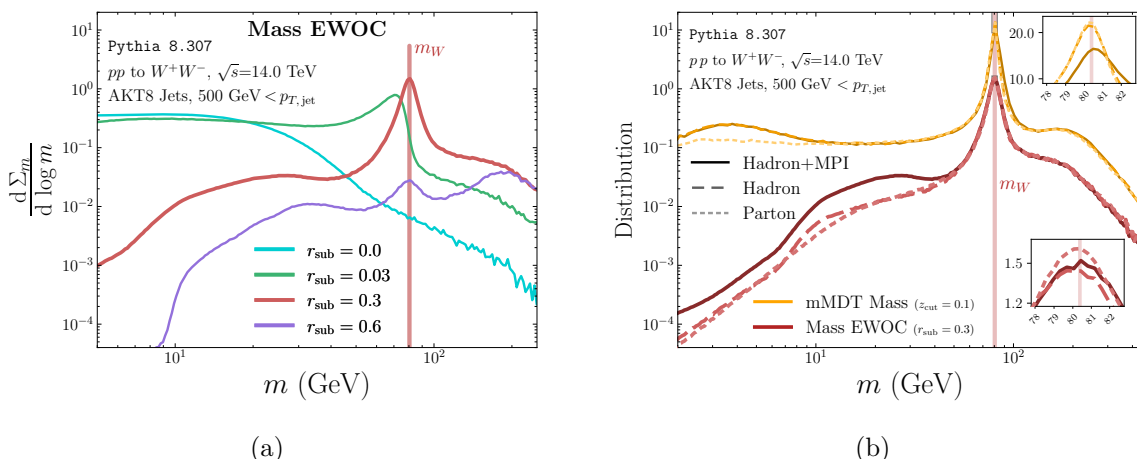 Mass EWOC
Pythia 8.307
pp to W⁺W⁻, √s=14.0 TeV
AKT8 Jets, 500 GeV < p_{T,jet}
m_W
d Σ_m
d log m
10¹
10⁰
10⁻¹
10⁻²
10⁻³
10⁻⁴
r_sub = 0.0
r_sub = 0.03
r_sub = 0.3
r_sub = 0.6
10¹
10²
m (GeV)
(a)
Pythia 8.307
pp to W⁺W⁻, √s=14.0 TeV
AKT8 Jets, 500 GeV < p_{T,jet}
20.0
10.0
78
79
80
81
82
Distribution
10¹
10⁰
10⁻¹
10⁻²
10⁻³
10⁻⁴
Hadron+MPI
Hadron
Parton
m_W
1.5
1.2
78
79
80
81
82
mMDT Mass (z_cut = 0.1)
Mass EWOC (r_sub = 0.3)
10¹
10²
m (GeV)
(b)